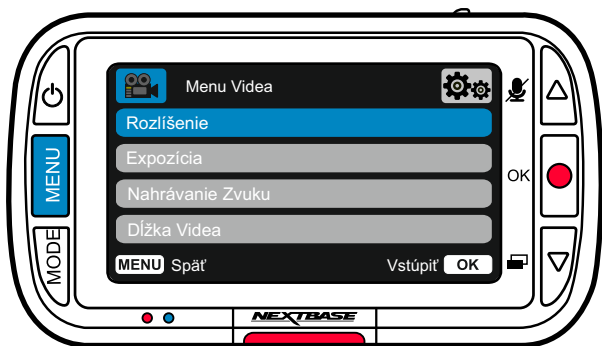 Menu Videa
Rozlíšenie
Expozícia
Nahrávanie Zvuku
Dĺžka Videa
MENU Späť
Vstúpiť OK
MENU
MODE
OK
NEXTBASE